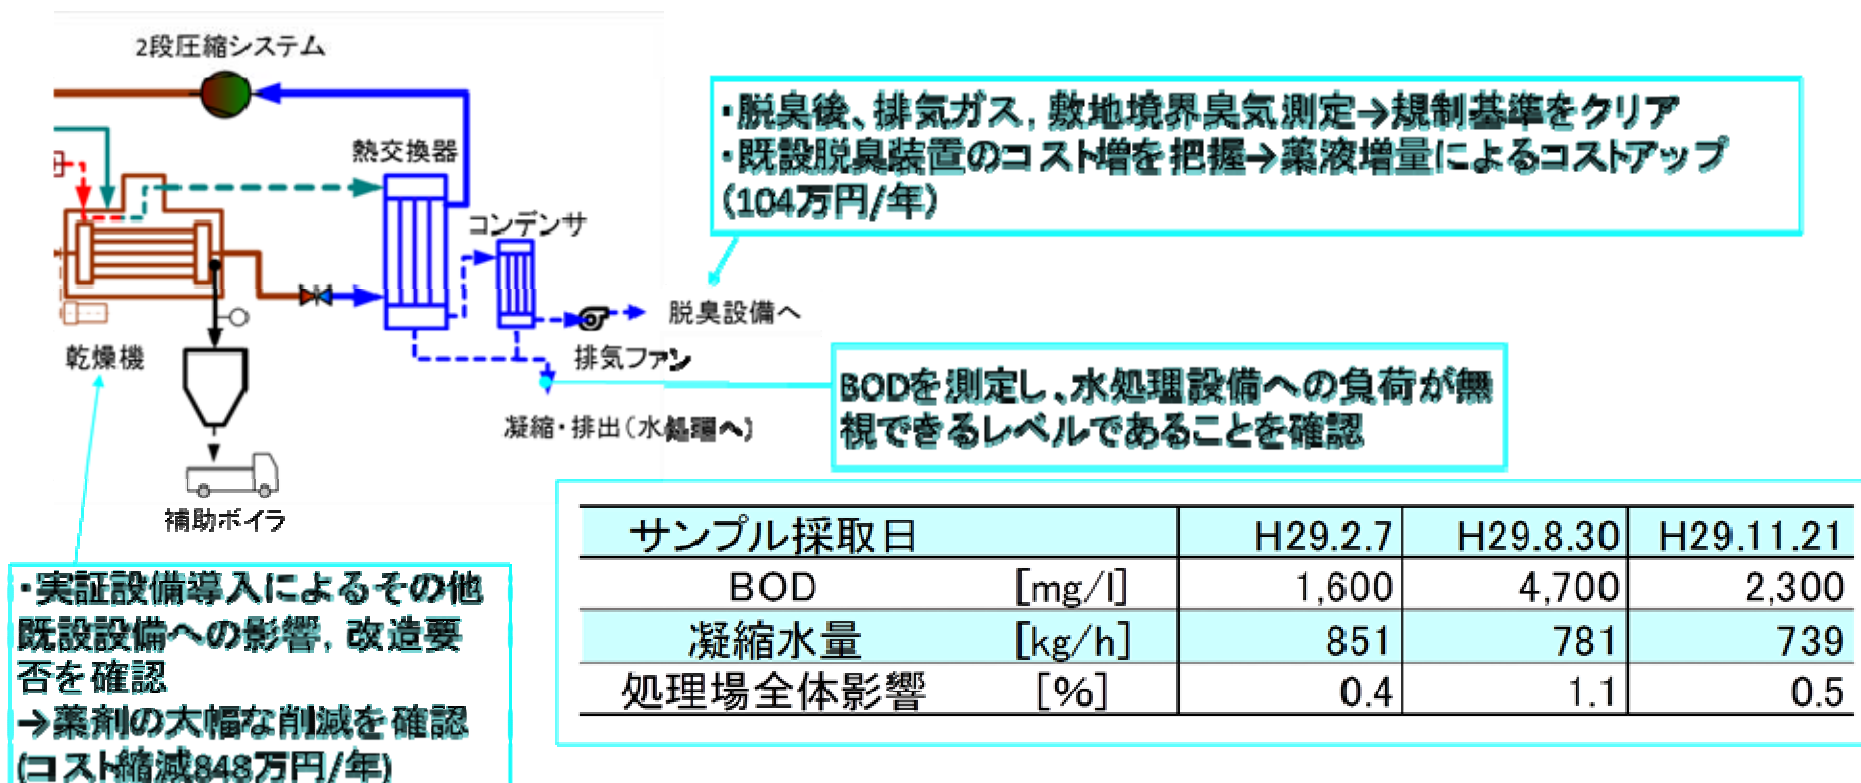 2段圧縮システム
熱交換器
コンデンサ
脱臭設備へ
排気ファン
乾燥機
凝縮・排出(水処理へ)
補助ボイラ
・脱臭後、排気ガス, 敷地境界臭気測定→規制基準をクリア
・既設脱臭装置のコスト増を把握→薬液増量によるコストアップ
(104万円/年)
BODを測定し、水処理設備への負荷が無
視できるレベルであることを確認
・実証設備導入によるその他
既設設備への影響, 改造要
否を確認
→薬剤の大幅な削減を確認
(コスト縮減848万円/年)
サンプル採取日 H29.2.7 H29.8.30 H29.11.21
BOD [mg/l] 1,600 4,700 2,300
凝縮水量 [kg/h] 851 781 739
処理場全体影響 [%] 0.4 1.1 0.5